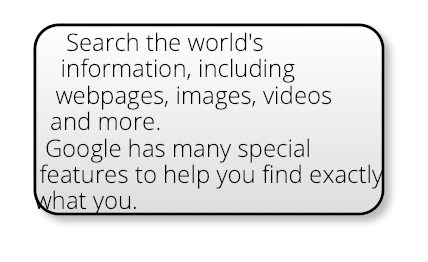 Search the world's
information, including
webpages, images, videos
and more.
Google has many special
features to help you find exactly
what you.